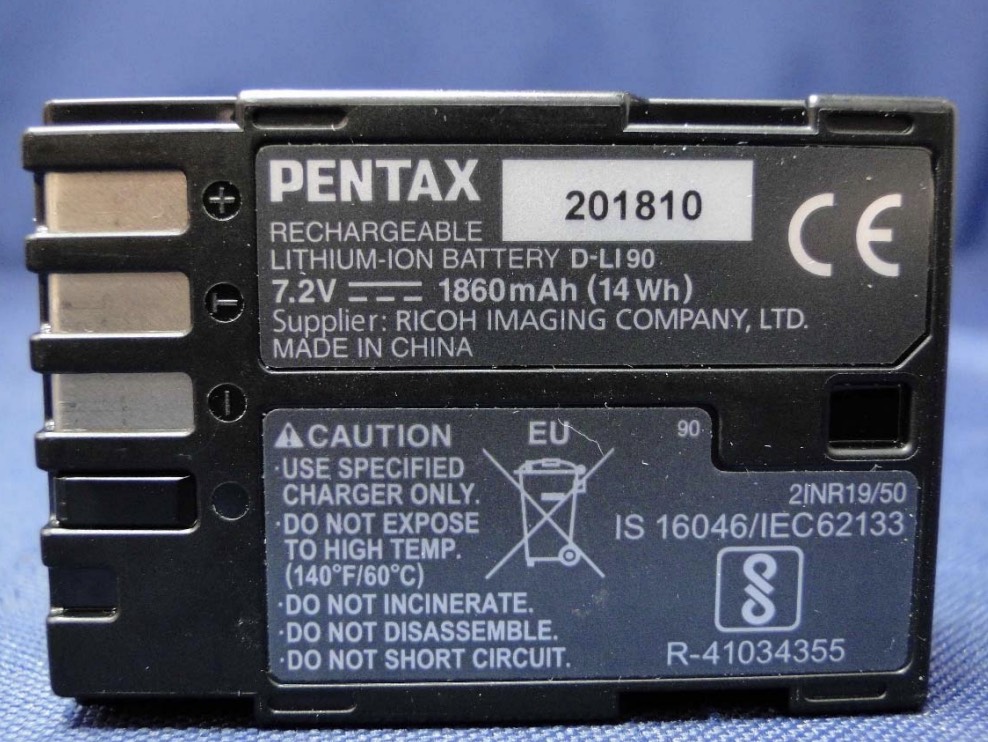 PENTAX
201810
CE
RECHARGEABLE
LITHIUM-ION BATTERY D-LI90
7.2V ⎓ 1860mAh (14 Wh)
Supplier: RICOH IMAGING COMPANY, LTD.
MADE IN CHINA
+
T
−
⚠CAUTION
·USE SPECIFIED
CHARGER ONLY.
·DO NOT EXPOSE
TO HIGH TEMP.
(140°F/60°C)
·DO NOT INCINERATE.
·DO NOT DISASSEMBLE.
·DO NOT SHORT CIRCUIT.
EU
90
2INR19/50
IS 16046/IEC62133
R-41034355